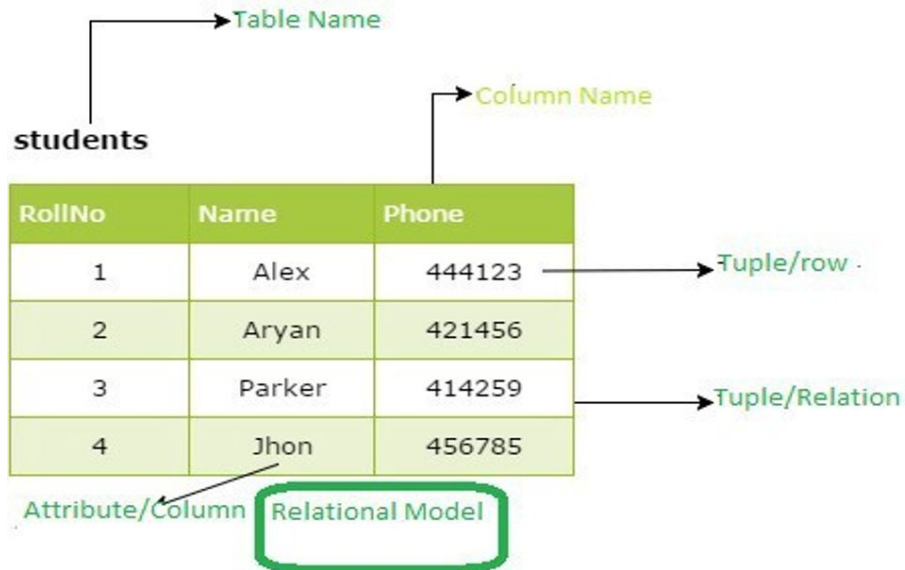 Table Name
Column Name
students
RollNo Name Phone
1 Alex 444123
Tuple/row
2 Aryan 421456
3 Parker 414259
Tuple/Relation
4 Jhon 456785
Attribute/Column
Relational Model